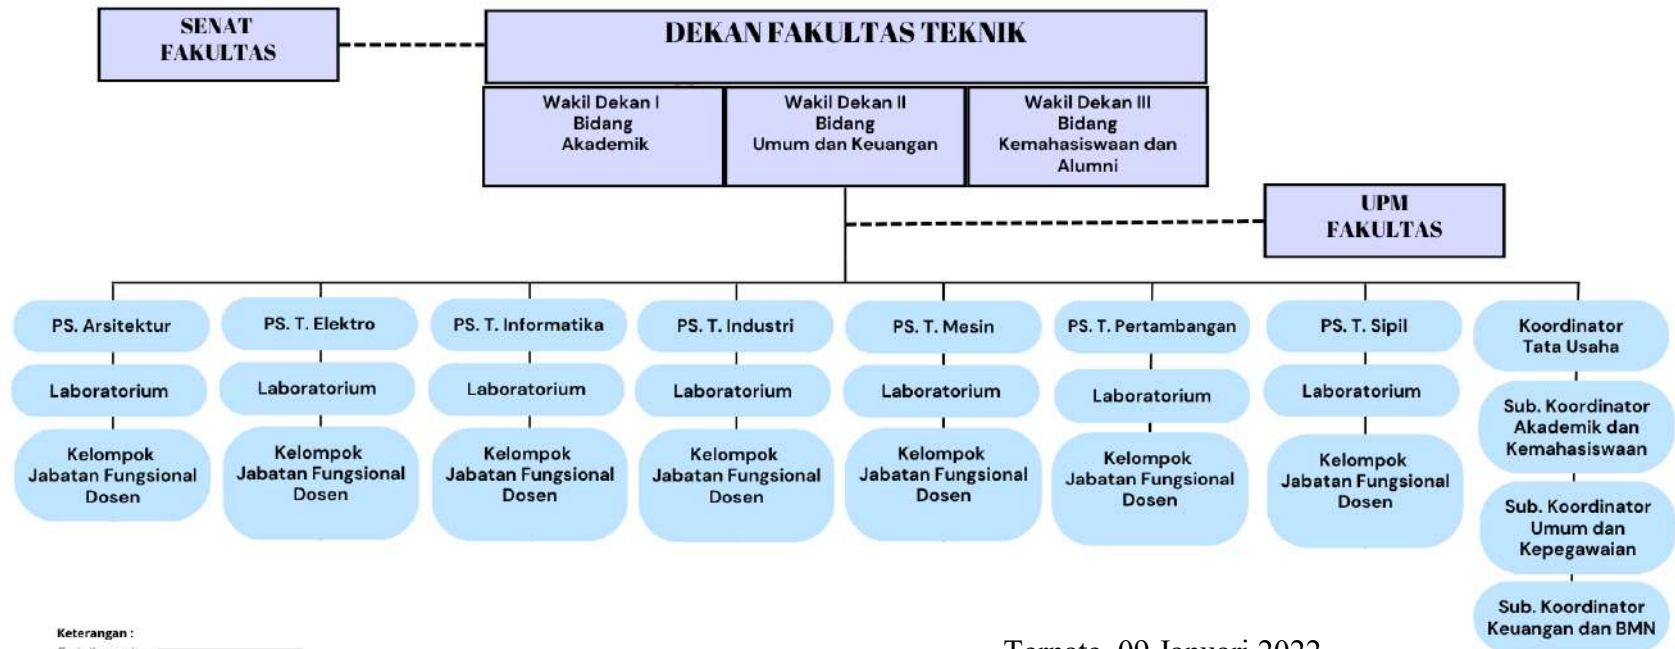 SENAT
FAKULTAS
DEKAN FAKULTAS TEKNIK
Wakil Dekan I
Bidang
Akademik
Wakil Dekan II
Bidang
Umum dan Keuangan
Wakil Dekan III
Bidang
Kemahasiswaan dan
Alumni
UPM
FAKULTAS
PS. Arsitektur
Laboratorium
Kelompok
Jabatan Fungsional
Dosen
PS. T. Elektro
Laboratorium
Kelompok
Jabatan Fungsional
Dosen
PS. T. Informatika
Laboratorium
Kelompok
Jabatan Fungsional
Dosen
PS. T. Industri
Laboratorium
Kelompok
Jabatan Fungsional
Dosen
PS. T. Mesin
Laboratorium
Kelompok
Jabatan Fungsional
Dosen
PS. T. Pertambangan
Laboratorium
Kelompok
Jabatan Fungsional
Dosen
PS. T. Sipil
Laboratorium
Kelompok
Jabatan Fungsional
Dosen
Koordinator
Tata Usaha
Sub. Koordinator
Akademik dan
Kemahasiswaan
Sub. Koordinator
Umum dan
Kepegawaian
Sub. Koordinator
Keuangan dan BMN
Keterangan :
Ternate, 09 Januari 2022